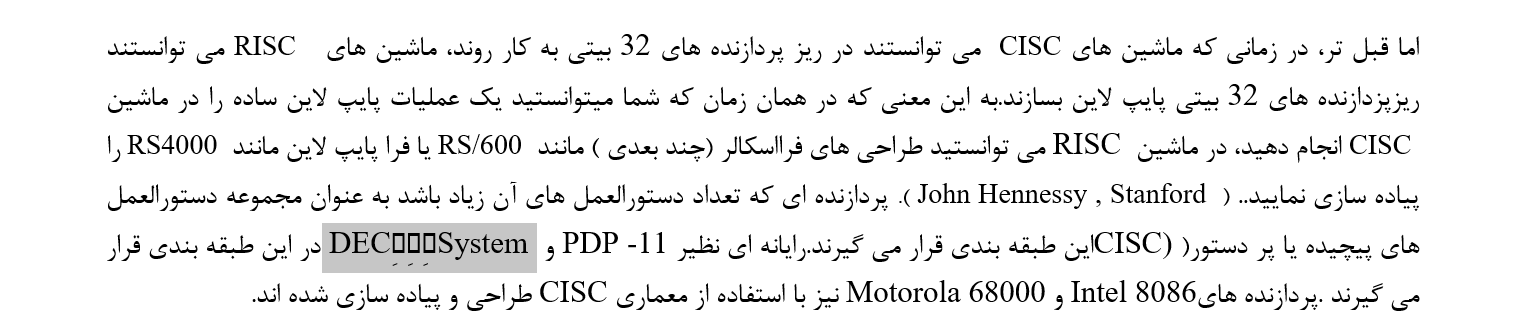 اما قبل تر، در زمانی که ماشین های CISC می توانستند در ریز پردازنده های 32 بیتی به کار روند، ماشین های RISC می توانستند
ریزپزدازنده های 32 بیتی پایپ لاین بسازند.به این معنی که در همان زمان که شما میتوانستید یک عملیات پایپ لاین ساده را در ماشین
CISC انجام دهید، در ماشین RISC می توانستید طراحی های فرااسکالر (چند بعدی ) مانند RS/600 یا فرا پایپ لاین مانند RS4000 را
پیاده سازی نمایید.. ( John Hennessy , Stanford ). پردازنده ای که تعداد دستورالعمل های آن زیاد باشد به عنوان مجموعه دستورالعمل
های پیچیده یا پر دستور( (CISCاین طبقه بندی قرار می گیرند.رایانه ای نظیر PDP -11 و DECSystem در این طبقه بندی قرار
می گیرند .پردازنده هایIntel 8086 و Motorola 68000 نیز با استفاده از معماری CISC طراحی و پیاده سازی شده اند.